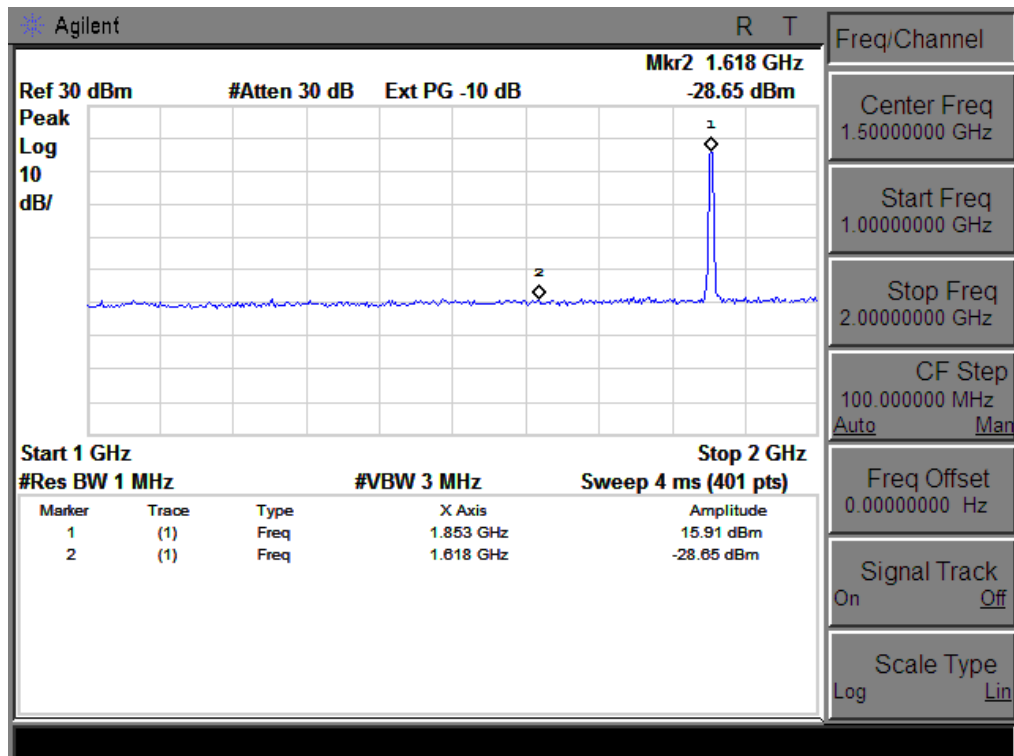 Agilent R T
Mkr2 1.618 GHz
Ref 30 dBm #Atten 30 dB Ext PG -10 dB -28.65 dBm
Peak
Log
10
dB/
1
2
Start 1 GHz Stop 2 GHz
#Res BW 1 MHz #VBW 3 MHz Sweep 4 ms (401 pts)
Marker Trace Type X Axis Amplitude
1 (1) Freq 1.853 GHz 15.91 dBm
2 (1) Freq 1.618 GHz -28.65 dBm
Freq/Channel
Center Freq
1.50000000 GHz
Start Freq
1.00000000 GHz
Stop Freq
2.00000000 GHz
CF Step
100.000000 MHz
Auto Man
Freq Offset
0.00000000 Hz
Signal Track
On Off
Scale Type
Log Lin